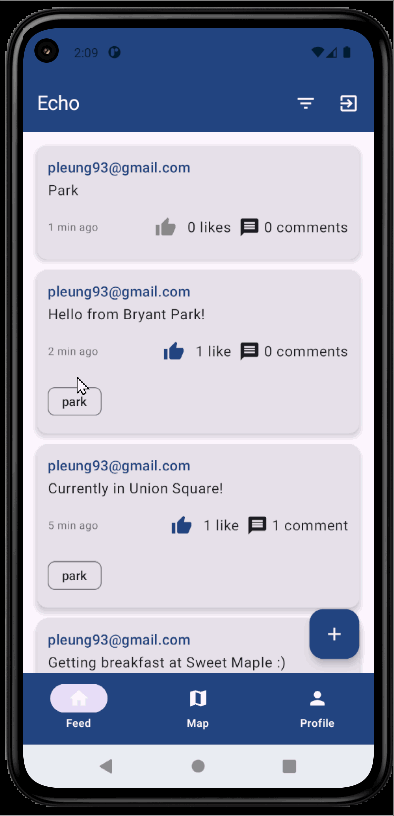 2:09
Echo
pleung93@gmail.com
Park
1 min ago 0 likes 0 comments
pleung93@gmail.com
Hello from Bryant Park!
2 min ago 1 like 0 comments
park
pleung93@gmail.com
Currently in Union Square!
5 min ago 1 like 1 comment
park
pleung93@gmail.com
Getting breakfast at Sweet Maple :)
+
Feed Map Profile